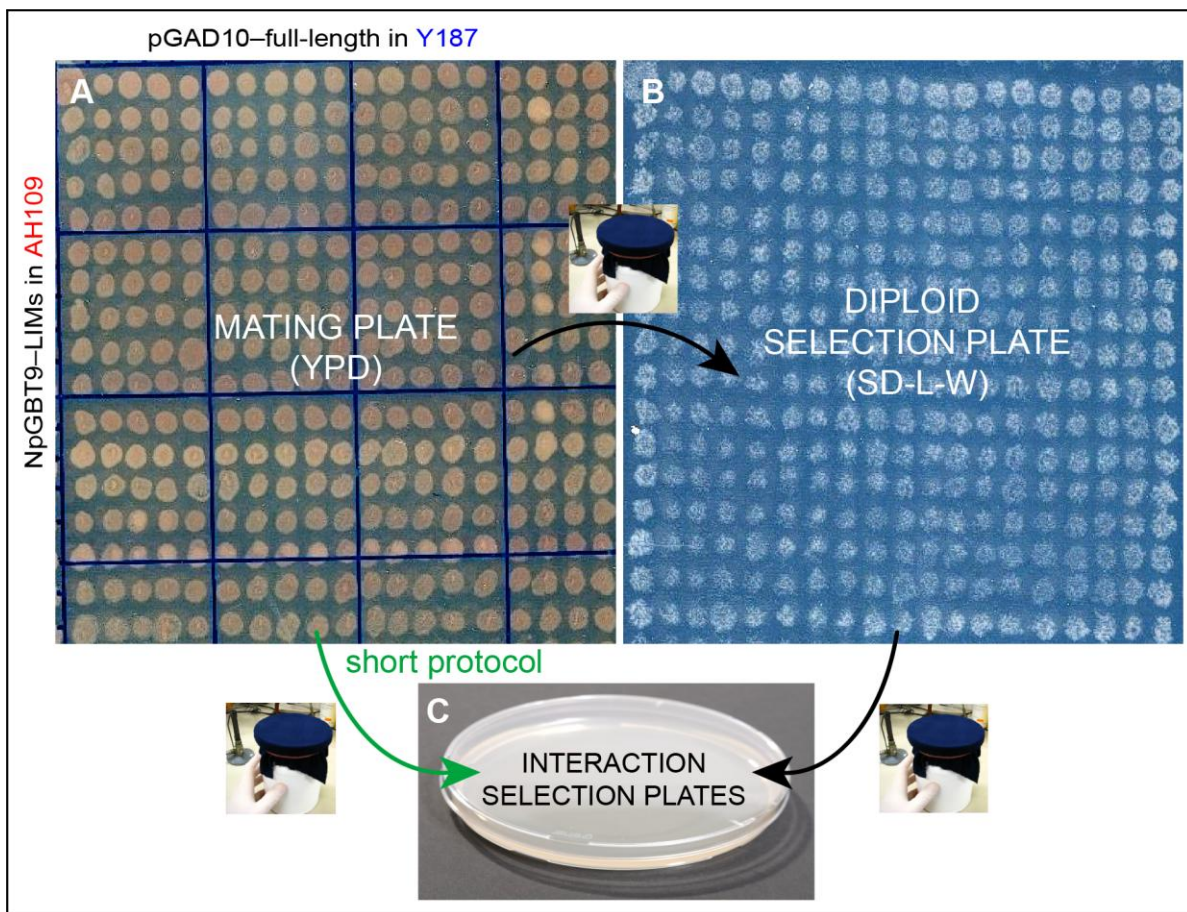 pGAD10–full-length in Y187
NpGBT9–LIMs in AH109
A
B
MATING PLATE
(YPD)
DIPLOID
SELECTION PLATE
(SD-L-W)
short protocol
C
INTERACTION
SELECTION PLATES